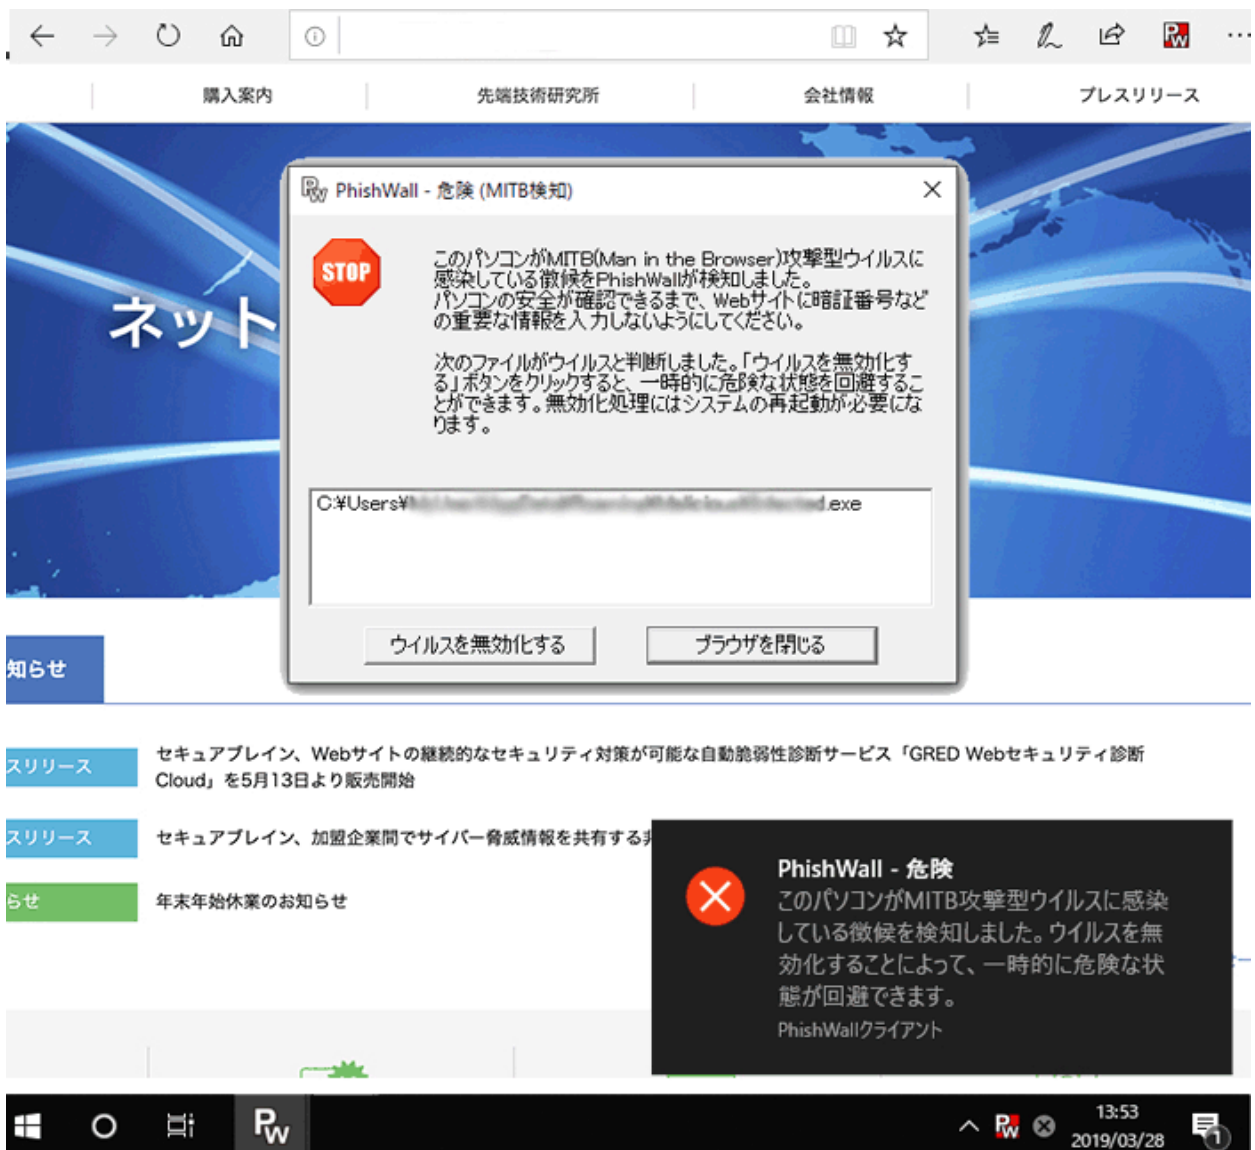 購入案内
先端技術研究所
会社情報
プレスリリース
ネット
PhishWall - 危険 (MITB検知)
STOP
このパソコンがMITB(Man in the Browser)攻撃型ウイルスに
感染している徴候をPhishWallが検知しました。
パソコンの安全が確認できるまで、Webサイトに暗証番号など
の重要な情報を入力しないようにしてください。
次のファイルがウイルスと判断しました。「ウイルスを無効化す
る」ボタンをクリックすると、一時的に危険な状態を回避するこ
とができます。無効化処理にはシステムの再起動が必要にな
ります。
C:¥Users¥
d.exe
ウイルスを無効化する
ブラウザを閉じる
知らせ
スリリース
セキュアブレイン、Webサイトの継続的なセキュリティ対策が可能な自動脆弱性診断サービス「GRED Webセキュリティ診断
Cloud」を5月13日より販売開始
スリリース
セキュアブレイン、加盟企業間でサイバー脅威情報を共有する
らせ
年末年始休業のお知らせ
PhishWall - 危険
このパソコンがMITB攻撃型ウイルスに感染
している徴候を検知しました。ウイルスを無
効化することによって、一時的に危険な状
態が回避できます。
PhishWallクライアント
PW
13:53
2019/03/28
1